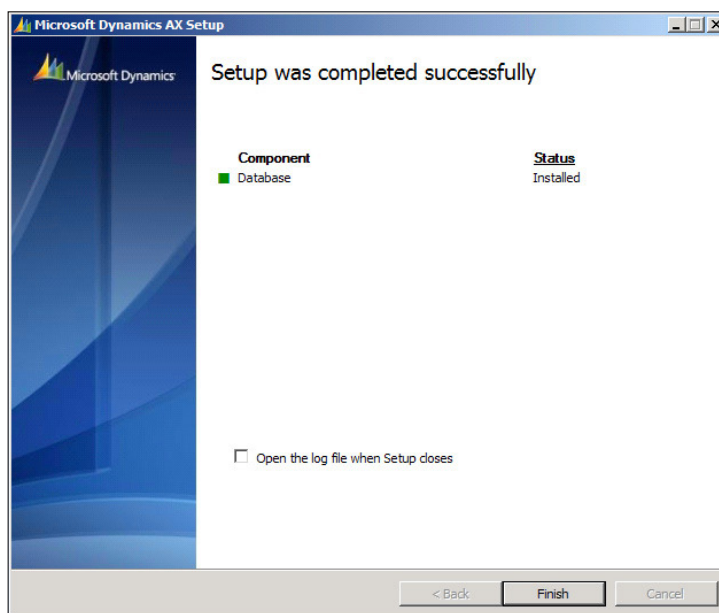 Microsoft Dynamics AX Setup
Microsoft Dynamics
Setup was completed successfully
Component Status
Database Installed
Open the log file when Setup closes
< Back Finish Cancel